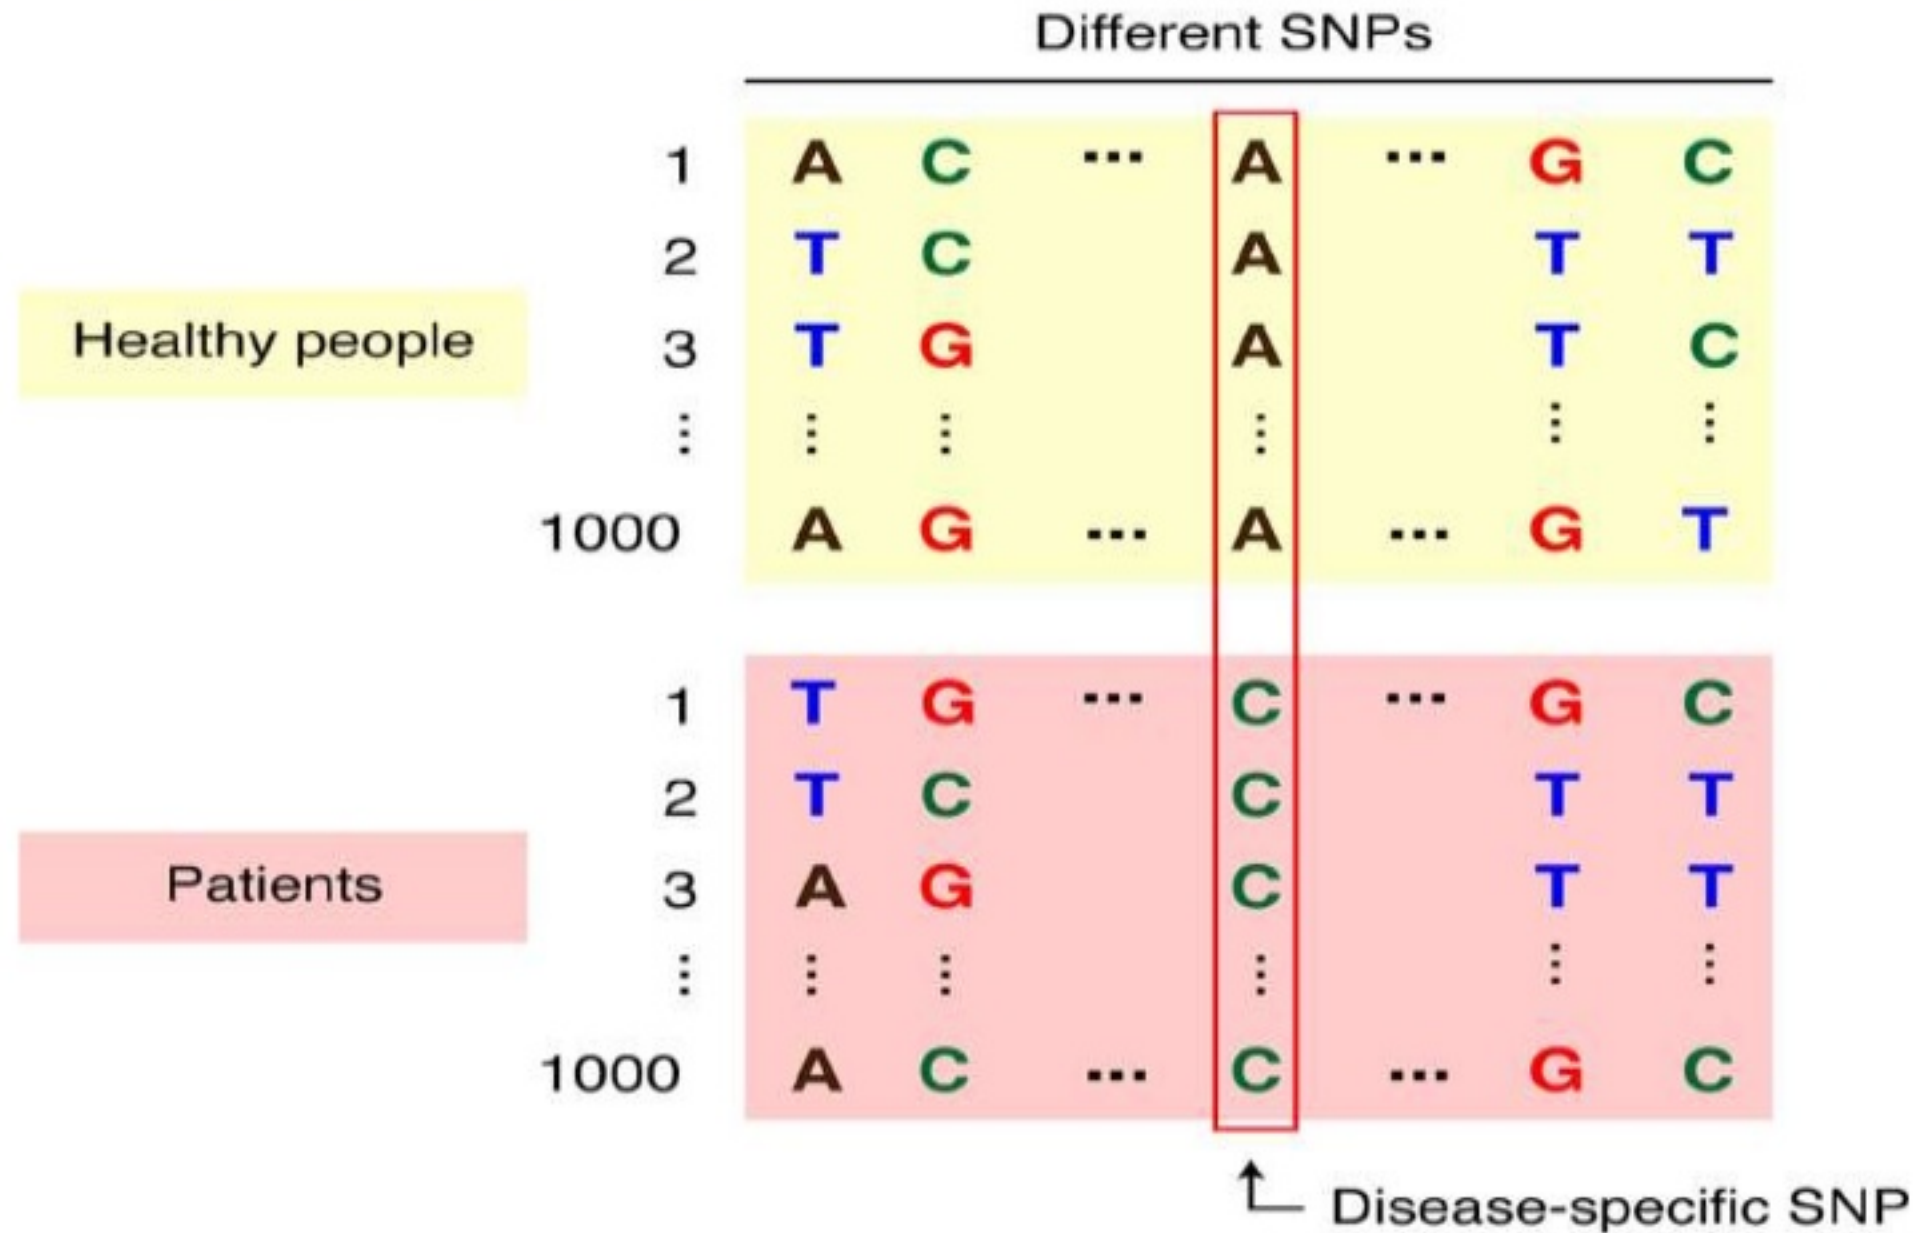 Different SNPs
1 A C ... A ... G C
2 T C A T T
Healthy people
3 T G A T C
⋮ ⋮ ⋮ ⋮ ⋮ ⋮
1000 A G ... A ... G T
1 T G ... C ... G C
2 T C C T T
Patients
3 A G C T T
⋮ ⋮ ⋮ ⋮ ⋮ ⋮
1000 A C ... C ... G C
Disease-specific SNP